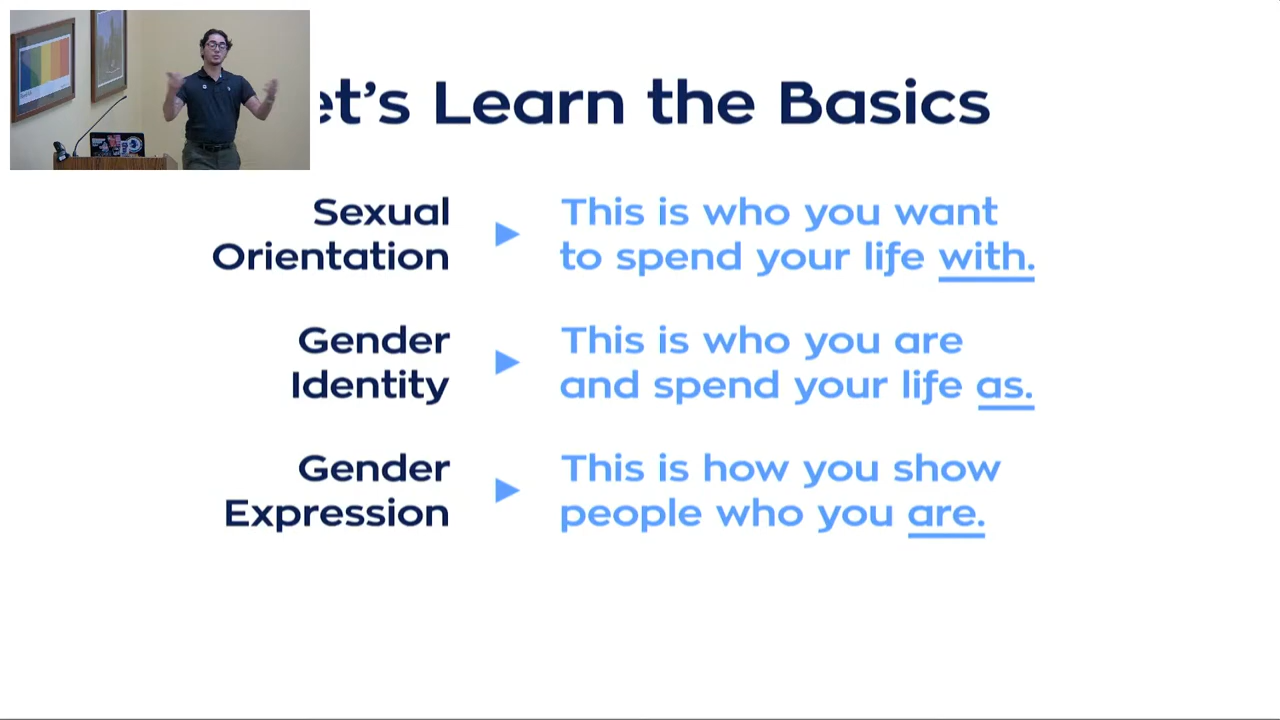 et's Learn the Basics
Sexual
Orientation
This is who you want
to spend your life with.
Gender
Identity
This is who you are
and spend your life as.
Gender
Expression
This is how you show
people who you are.